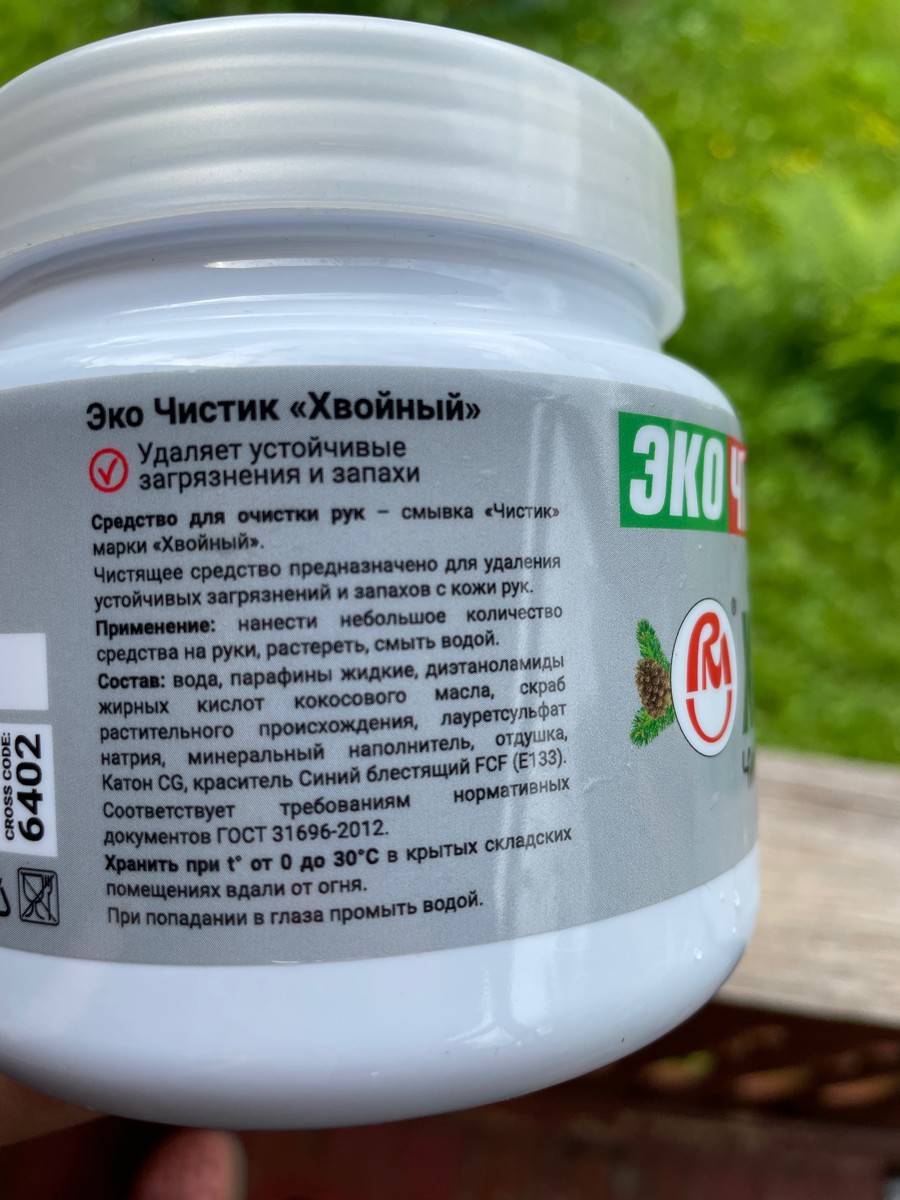 Эко Чистик «Хвойный»
Удаляет устойчивые
загрязнения и запахи
Средство для очистки рук – смывка «Чистик»
марки «Хвойный».
Чистящее средство предназначено для удаления
устойчивых загрязнений и запахов с кожи рук.
Применение: нанести небольшое количество
средства на руки, растереть, смыть водой.
Состав: вода, парафины жидкие, диэтаноламиды
жирных кислот кокосового масла, скраб
растительного происхождения, лауретсульфат
натрия, минеральный наполнитель, отдушка,
Катон CG, краситель Синий блестящий FCF (E133).
Соответствует требованиям нормативных
документов ГОСТ 31696-2012.
Хранить при t° от 0 до 30°C в крытых складских
помещениях вдали от огня.
При попадании в глаза промыть водой.
CROSS CODE:
6402
ЭКО Ч
RM
®